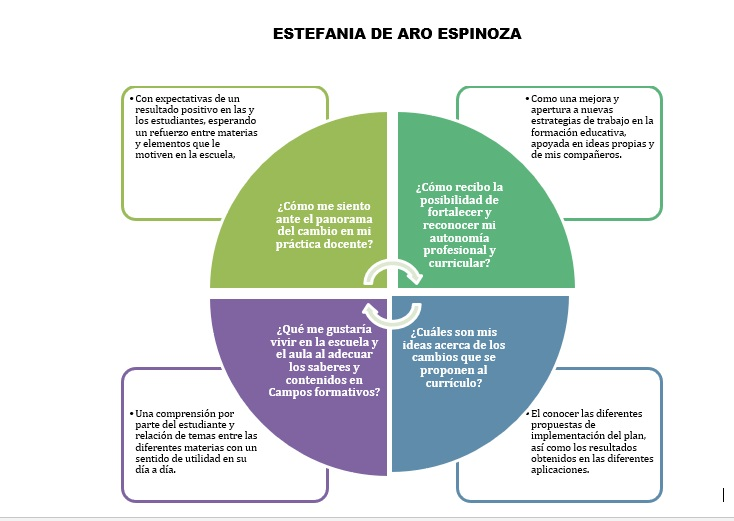 ESTEFANIA DE ARO ESPINOZA
• Con expectativas de un
resultado positivo en las y
los estudiantes, esperando
un refuerzo entre materias
y elementos que le
motiven en la escuela,
• Como una mejora y
apertura a nuevas
estrategias de trabajo en la
formación educativa,
apoyada en ideas propias y
de mis compañeros.
¿Cómo me siento
ante el panorama
del cambio en mi
práctica docente?
¿Cómo recibo la
posibilidad de
fortalecer y
reconocer mi
autonomía
profesional y
curricular?
¿Qué me gustaría
vivir en la escuela y
el aula al adecuar
los saberes y
contenidos en
Campos formativos?
¿Cuáles son mis
ideas acerca de los
cambios que se
proponen al
currículo?
• Una comprensión por
parte del estudiante y
relación de temas entre las
diferentes materias con un
sentido de utilidad en su
día a día.
• El conocer las diferentes
propuestas de
implementación del plan,
así como los resultados
obtenidos en las diferentes
aplicaciones.